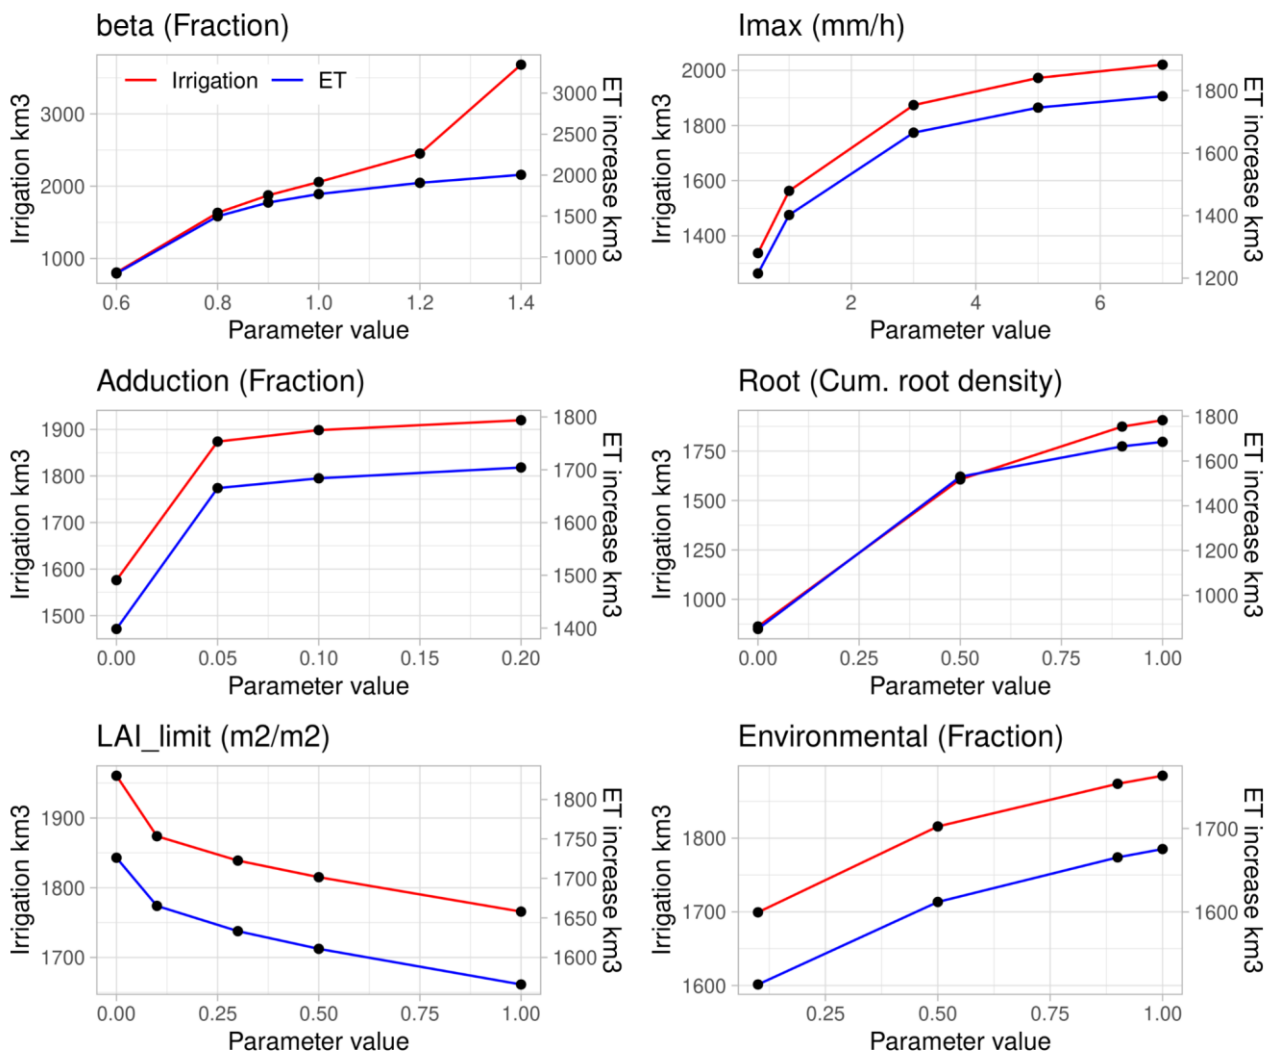 beta (Fraction)
Irrigation ET
Irrigation km3
3000
2000
1000
3000
2500
2000
1500
1000
ET increase km3
0.6 0.8 1.0 1.2 1.4
Parameter value
Imax (mm/h)
Irrigation km3
2000
1800
1600
1400
1800
1600
1400
1200
ET increase km3
2 4 6
Parameter value
Adduction (Fraction)
Irrigation km3
1900
1800
1700
1600
1500
1800
1700
1600
1500
1400
ET increase km3
0.00 0.05 0.10 0.15 0.20
Parameter value
Root (Cum. root density)
Irrigation km3
1750
1500
1250
1000
1800
1600
1400
1200
1000
ET increase km3
0.00 0.25 0.50 0.75 1.00
Parameter value
LAI_limit (m2/m2)
Irrigation km3
1900
1800
1700
1800
1750
1700
1650
1600
ET increase km3
0.00 0.25 0.50 0.75 1.00
Parameter value
Environmental (Fraction)
Irrigation km3
1800
1700
1600
1700
1600
ET increase km3
0.25 0.50 0.75 1.00
Parameter value